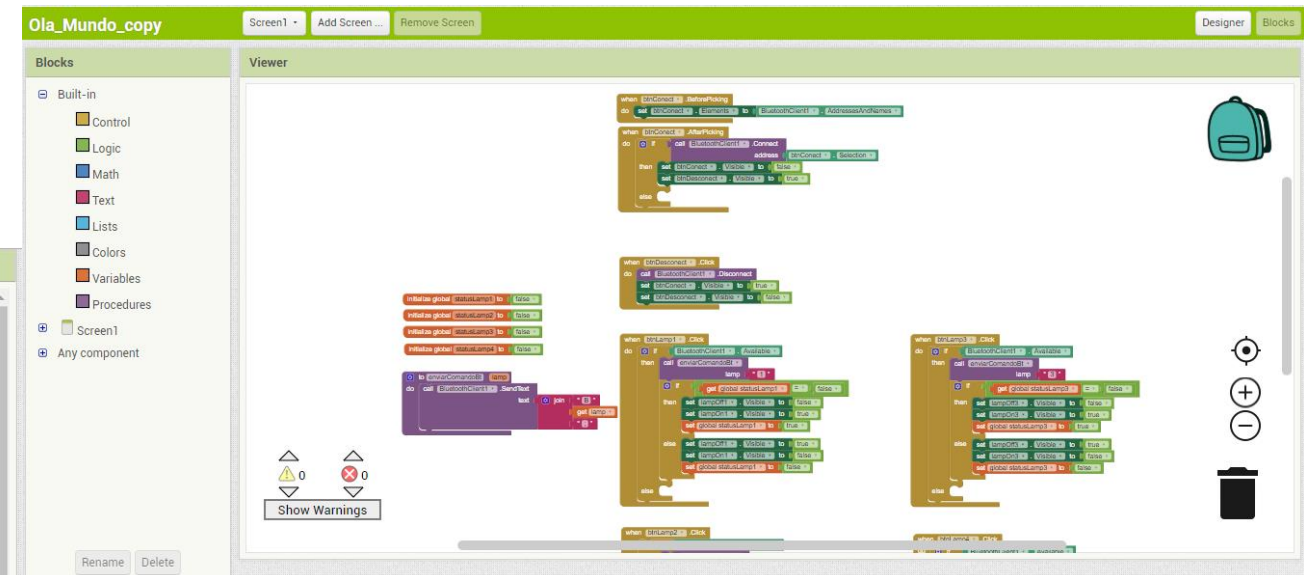 Ola_Mundo_copy Screen1 Add Screen ... Remove Screen Designer Blocks
Blocks
Viewer
Built-in
Control
Logic
Math
Text
Lists
Colors
Variables
Procedures
Screen1
Any component
Rename Delete
when btnConect .BeforePicking
do set btnConect . Elements to BluetoothClient1 . AddressesAndNames
when btnConect .AfterPicking
do if call BluetoothClient1 .Connect
address btnConect . Selection
then set btnConect . Visible to false
set btnDesconect . Visible to true
else
when btnDesconect .Click
do call BluetoothClient1 .Disconnect
set btnConect . Visible to true
set btnDesconect . Visible to false
initialize global statusLamp1 to false
initialize global statusLamp2 to false
initialize global statusLamp3 to false
initialize global statusLamp4 to false
to enviarComandoBt lamp
do call BluetoothClient1 .SendText
text join
get lamp
when btnLamp1 .Click
do if BluetoothClient1 . Available
then call enviarComandoBt
lamp " 1 "
if get global statusLamp1 = false
then set lampOff1 . Visible to false
set lampOn1 . Visible to true
set global statusLamp1 to true
else set lampOff1 . Visible to true
set lampOn1 . Visible to false
set global statusLamp1 to false
else
when btnLamp3 .Click
do if BluetoothClient1 . Available
then call enviarComandoBt
lamp " 3 "
if get global statusLamp3 = false
then set lampOff3 . Visible to false
set lampOn3 . Visible to true
set global statusLamp3 to true
else set lampOff3 . Visible to true
set lampOn3 . Visible to false
set global statusLamp3 to false
else
when btnLamp2 .Click
when btnLamp4 .Click
BluetoothClient1 . Available
0 0
Show Warnings